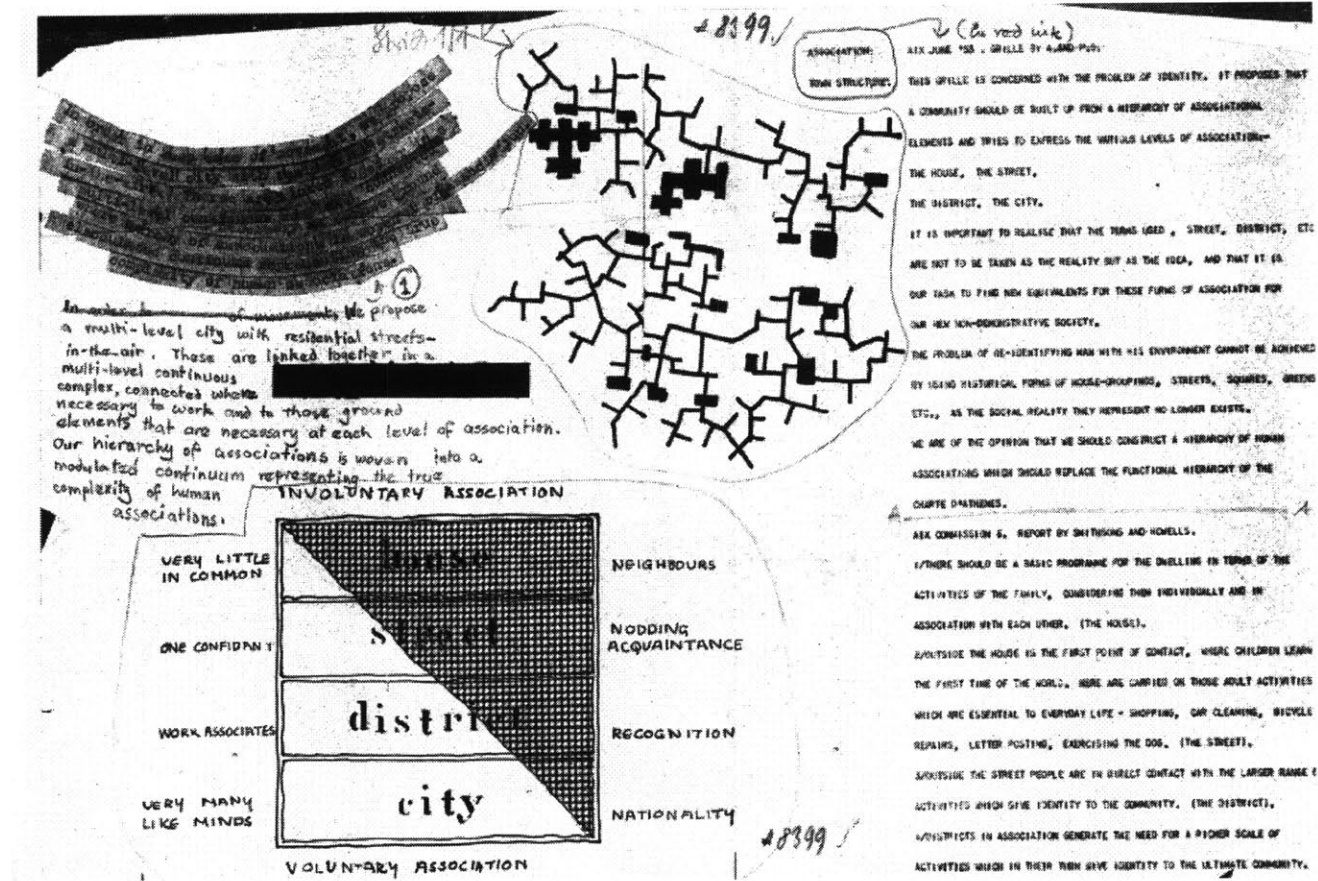 # 8399 /
(In red ink)
ASSOCIATION:
TOWN STRUCTURE.
of movement, We propose
a multi-level city with residential streets-
in-the-air. These are linked together in a
multi-level continuous
complex, connected where
necessary to work and to those ground
elements that are necessary at each level of association.
Our hierarchy of associations is woven into a
modulated continuum representing the true
complexity of human
associations.
1
INVOLUNTARY ASSOCIATION
VERY LITTLE
IN COMMON
house
NEIGHBOURS
ONE CONFIDANT
street
NODDING
ACQUAINTANCE
WORK ASSOCIATES
district
RECOGNITION
VERY MANY
LIKE MINDS
city
NATIONALITY
VOLUNTARY ASSOCIATION
# 8399 /
AIX JUNE '53 . GRILLE BY
THIS GRILLE IS CONCERNED WITH THE PROBLEM OF IDENTITY. IT PROPOSES THAT
A COMMUNITY SHOULD BE BUILT UP FROM A HIERARCHY OF ASSOCIATIONAL
ELEMENTS AND TRIES TO EXPRESS THE VARIOUS LEVELS OF ASSOCIATION:-
THE HOUSE, THE STREET,
THE DISTRICT, THE CITY.
IT IS IMPORTANT TO REALISE THAT THE TERMS USED , STREET, DISTRICT, ETC
ARE NOT TO BE TAKEN AS THE REALITY BUT AS THE IDEA, AND THAT IT IS
OUR TASK TO FIND NEW EQUIVALENTS FOR THESE FORMS OF ASSOCIATION FOR
OUR NEW NON-DEMONSTRATIVE SOCIETY.
THE PROBLEM OF RE-IDENTIFYING MAN WITH HIS ENVIRONMENT CANNOT BE ACHIEVED
BY USING HISTORICAL FORMS OF HOUSE-GROUPINGS, STREETS, SQUARES, GREENS
ETC., AS THE SOCIAL REALITY THEY REPRESENT NO LONGER EXISTS.
WE ARE OF THE OPINION THAT WE SHOULD CONSTRUCT A HIERARCHY OF HUMAN
ASSOCIATIONS WHICH SHOULD REPLACE THE FUNCTIONAL HIERARCHY OF THE
CHARTE D'ATHENES.
A A
AIX COMMISSION 6. REPORT BY SMITHSONS AND HOWELLS.
1/THERE SHOULD BE A BASIC PROGRAMME FOR THE DWELLING IN TERMS OF THE
ACTIVITIES OF THE FAMILY, CONSIDERING THEM INDIVIDUALLY AND IN
ASSOCIATION WITH EACH OTHER. (THE HOUSE).
2/OUTSIDE THE HOUSE IS THE FIRST POINT OF CONTACT, WHERE CHILDREN LEARN
THE FIRST TIME OF THE WORLD. HERE ARE CARRIED ON THOSE ADULT ACTIVITIES
WHICH ARE ESSENTIAL TO EVERYDAY LIFE - SHOPPING, CAR CLEANING, BICYCLE
REPAIRS, LETTER POSTING, EXERCISING THE DOG. (THE STREET).
3/OUTSIDE THE STREET PEOPLE ARE IN DIRECT CONTACT WITH THE LARGER RANGE
ACTIVITIES WHICH GIVE IDENTITY TO THE COMMUNITY. (THE DISTRICT).
4/DISTRICTS IN ASSOCIATION GENERATE THE NEED FOR A RICHER SCALE OF
ACTIVITIES WHICH IN THEIR TURN GIVE IDENTITY TO THE ULTIMATE COMMUNITY.